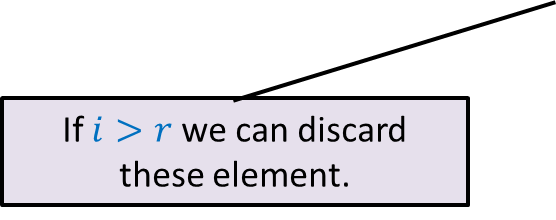 If i > r we can discard
these element.